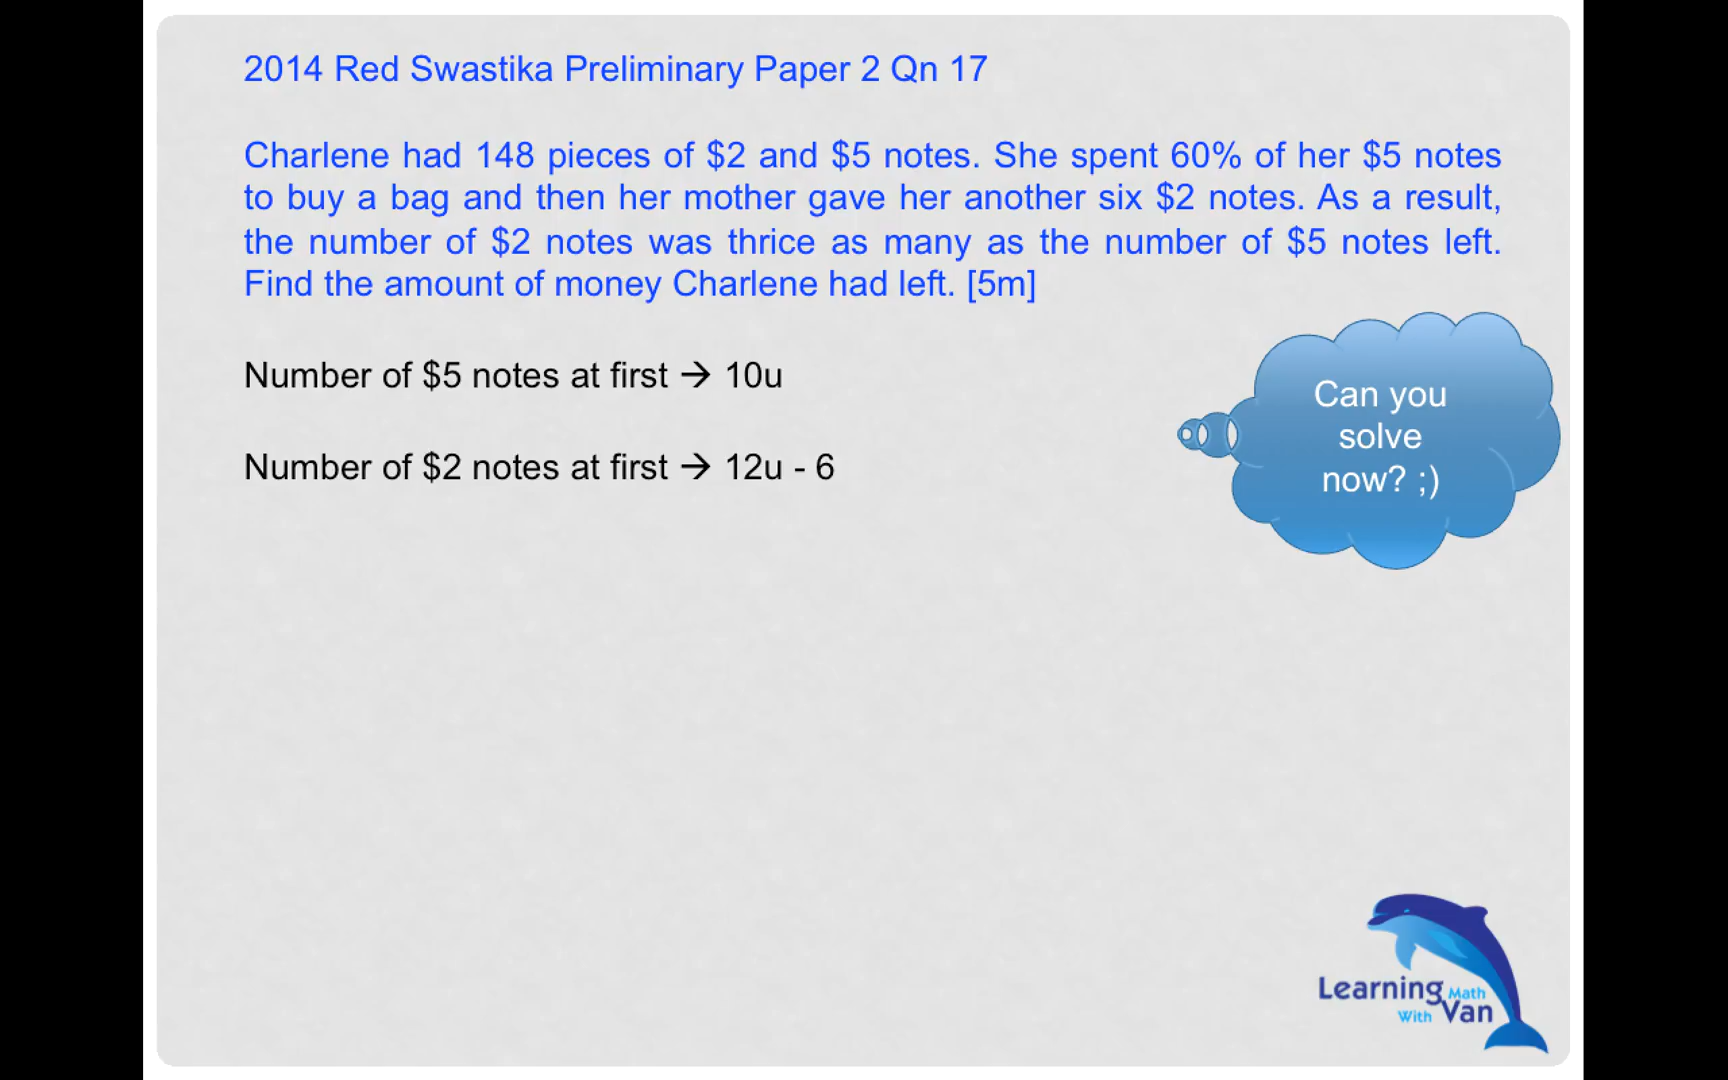 2014 Red Swastika Preliminary Paper 2 Qn 17
Charlene had 148 pieces of $2 and $5 notes. She spent 60% of her $5 notes
to buy a bag and then her mother gave her another six $2 notes. As a result,
the number of $2 notes was thrice as many as the number of $5 notes left.
Find the amount of money Charlene had left. [5m]
Number of $5 notes at first → 10u
Number of $2 notes at first → 12u - 6
Can you
solve
now? ;)
Learning Math
With Van